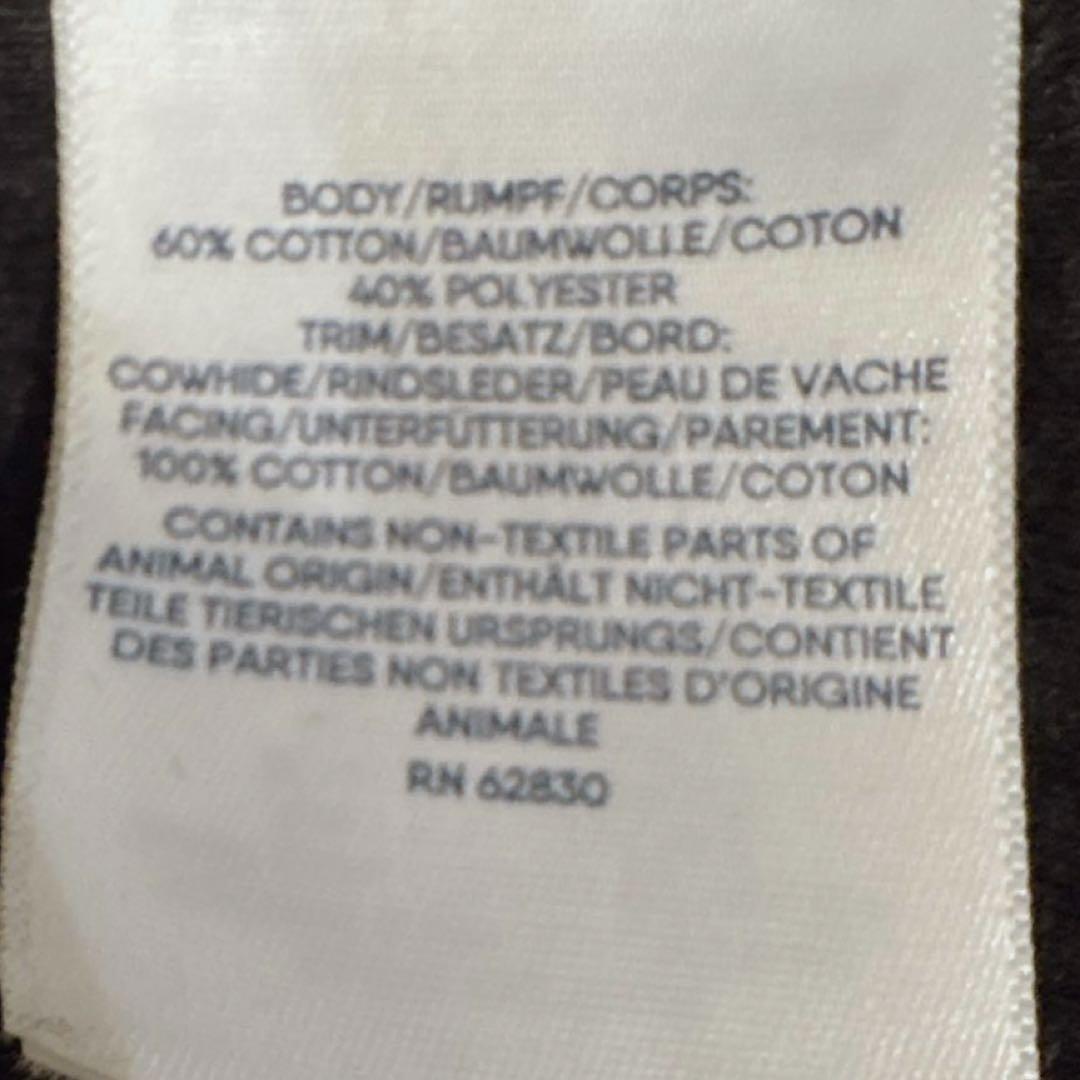 BODY/RUMPF/CORPS:
60% COTTON/BAUMWOLLE/COTON
40% POLYESTER
TRIM/BESATZ/BORD:
COWHIDE/RINDSLEDER/PEAU DE VACHE
FACING/UNTERFÜTTERUNG/PAREMENT:
100% COTTON/BAUMWOLLE/COTON
CONTAINS NON-TEXTILE PARTS OF
ANIMAL ORIGIN/ENTHÄLT NICHT-TEXTILE
TEILE TIERISCHEN URSPRUNGS/CONTIENT
DES PARTIES NON TEXTILES D'ORIGINE
ANIMALE
RN 62830